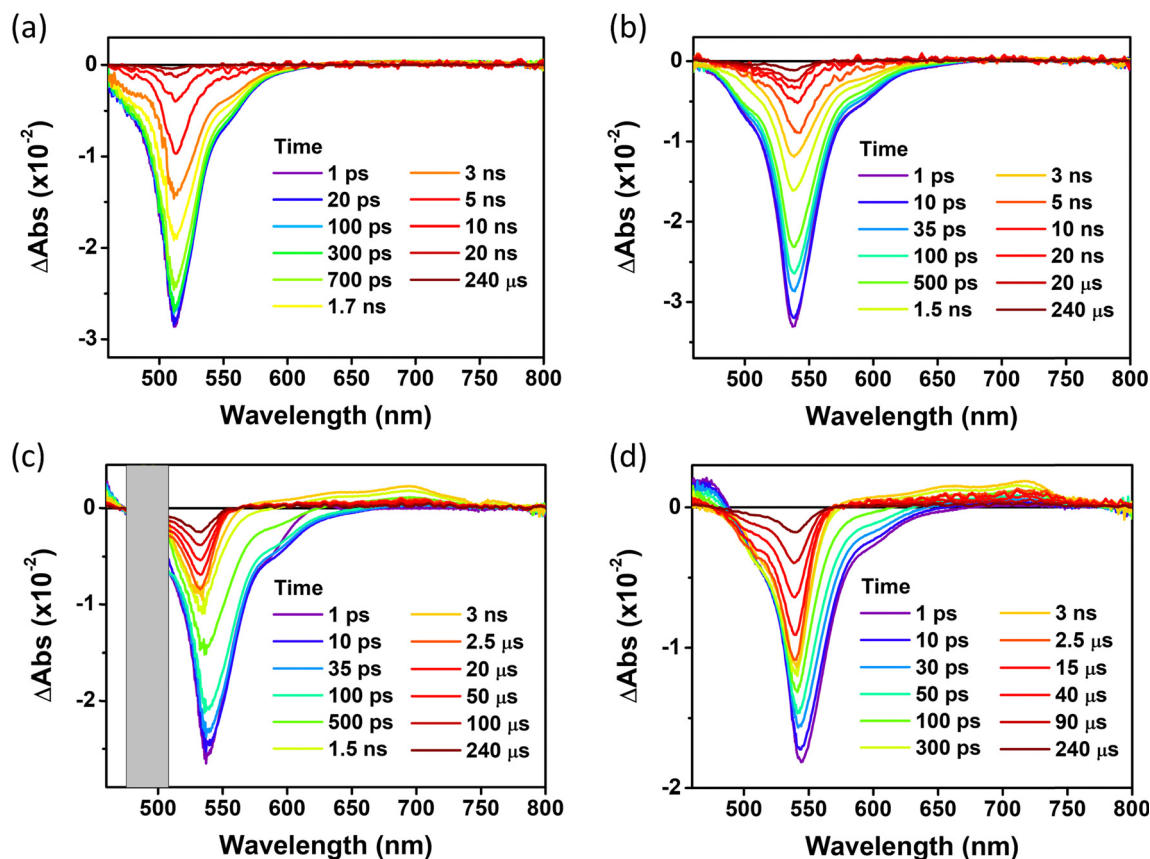 (a)
0
-1
-2
-3
ΔAbs (x10-2)
Time
1 ps
20 ps
100 ps
300 ps
700 ps
1.7 ns
3 ns
5 ns
10 ns
20 ns
240 μs
500 550 600 650 700 750 800
Wavelength (nm)
(b)
0
-1
-2
-3
ΔAbs (x10-2)
Time
1 ps
10 ps
35 ps
100 ps
500 ps
1.5 ns
3 ns
5 ns
10 ns
20 ns
20 μs
240 μs
500 550 600 650 700 750 800
Wavelength (nm)
(c)
0
-1
-2
ΔAbs (x10-2)
Time
1 ps
10 ps
35 ps
100 ps
500 ps
1.5 ns
3 ns
2.5 μs
20 μs
50 μs
100 μs
240 μs
500 550 600 650 700 750 800
Wavelength (nm)
(d)
0
-1
-2
ΔAbs (x10-2)
Time
1 ps
10 ps
30 ps
50 ps
100 ps
300 ps
3 ns
2.5 μs
15 μs
40 μs
90 μs
240 μs
500 550 600 650 700 750 800
Wavelength (nm)